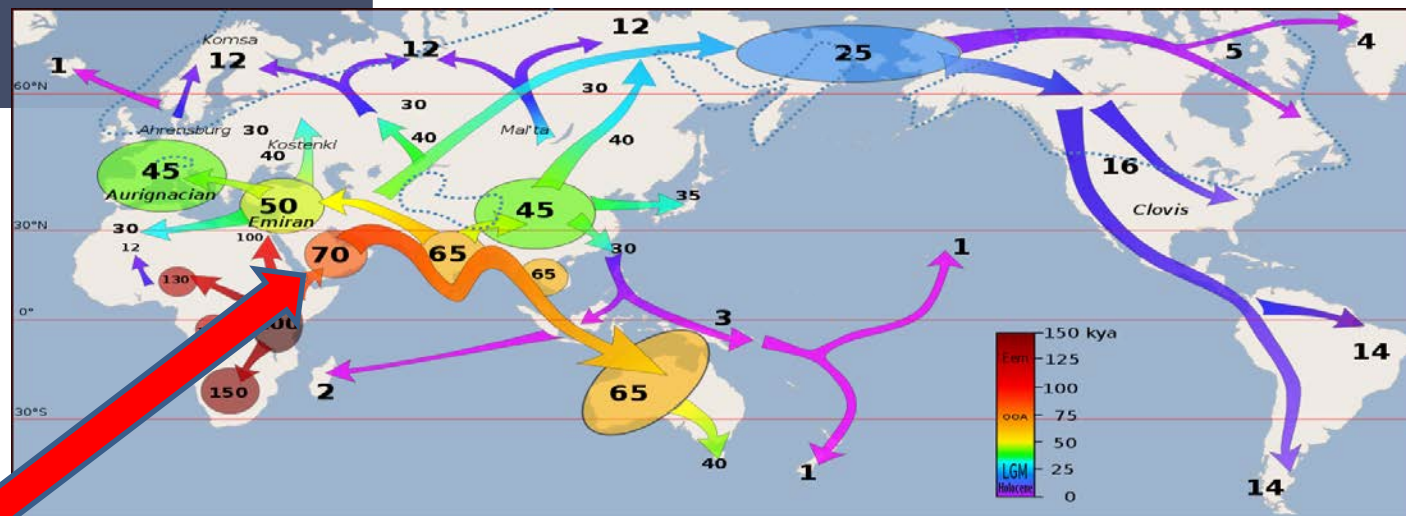 12
12
12
Komsa
1
5
4
25
60°N
Ahrensburg
30
Kostenki
40
30
40
Mal'ta
30
40
45
Aurignacian
50
Emiran
45
35
16
Clovis
30°N
30
12
100
70
65
30
65
1
130
0°
3
150
2
65
14
30°S
40
1
14
150 kya
Eem
125
100
OOA
75
50
LGM
25
Holocene
0